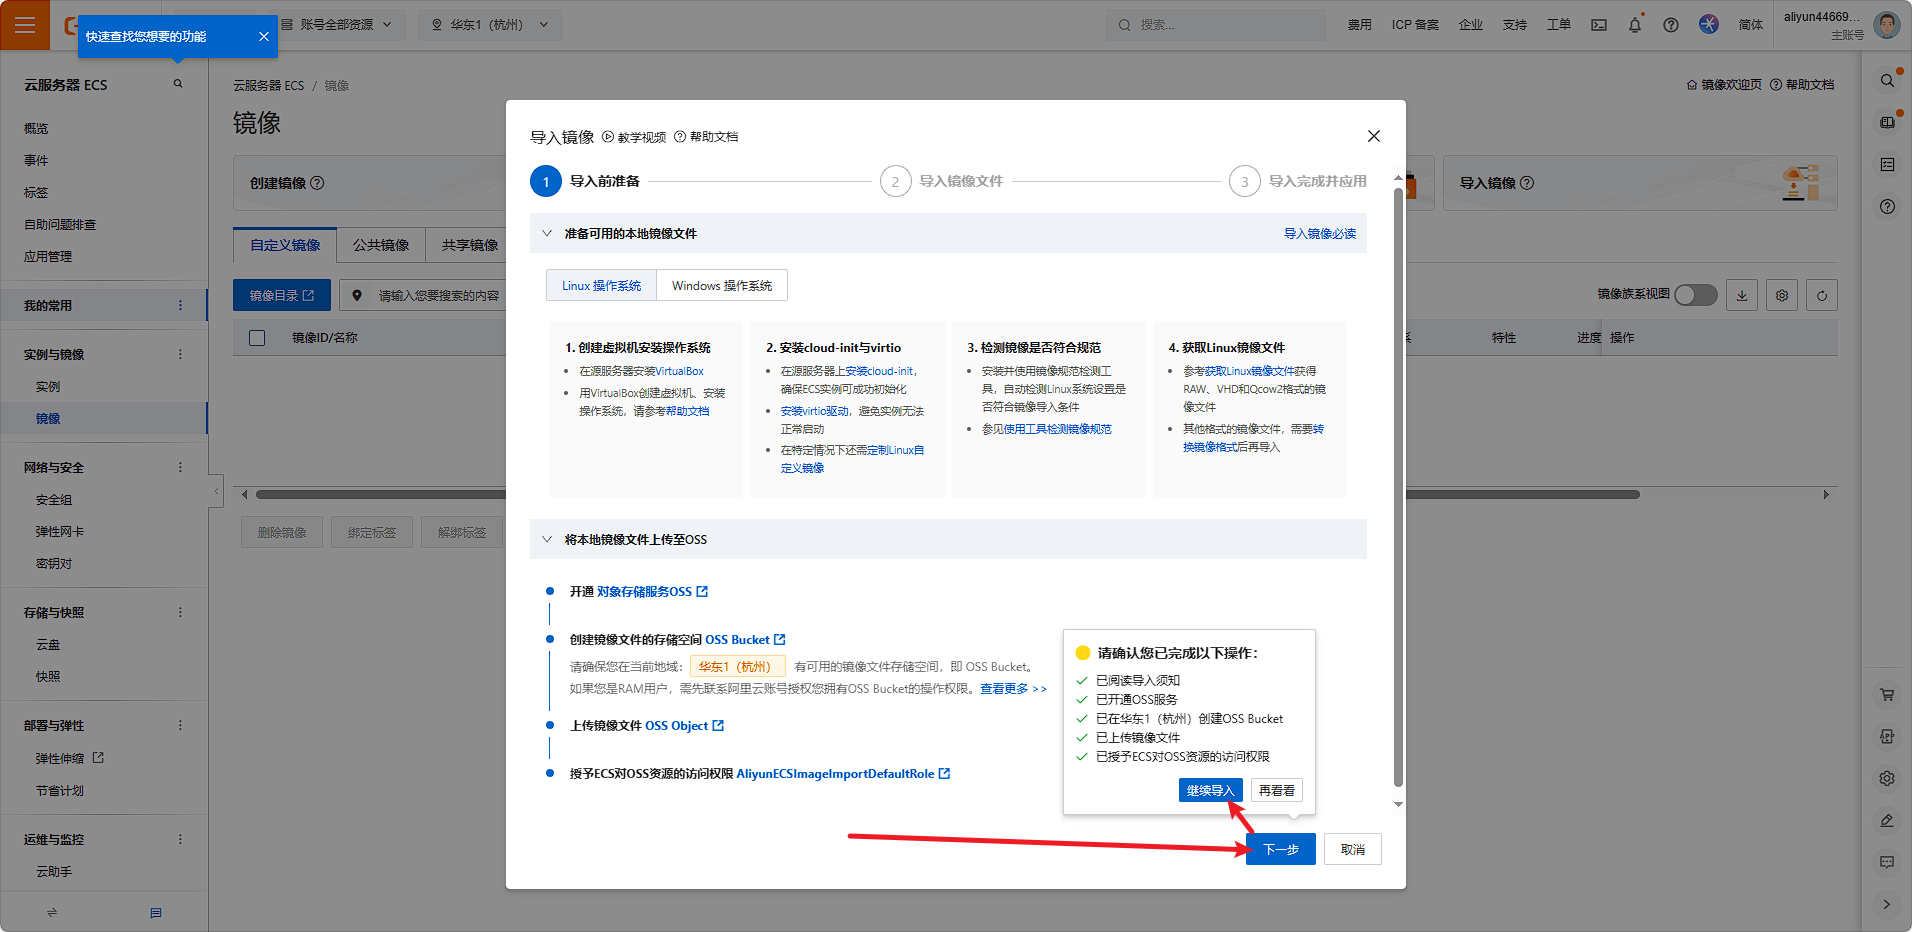 快速查找您想要的功能
账号全部资源
华东1（杭州）
搜索...
费用
ICP 备案
企业
支持
工单
简体
aliyun44669...
主账号
云服务器 ECS
概览
事件
标签
自助问题排查
应用管理
我的常用
实例与镜像
实例
镜像
网络与安全
安全组
弹性网卡
密钥对
存储与快照
云盘
快照
部署与弹性
弹性伸缩
节省计划
运维与监控
云助手
云服务器 ECS / 镜像
镜像欢迎页
帮助文档
镜像
创建镜像
导入镜像
自定义镜像
公共镜像
共享镜像
镜像目录
请输入您要搜索的内容
镜像族系视图
镜像ID/名称
系
特性
进度
操作
删除镜像
绑定标签
解绑标签
导入镜像
教学视频
帮助文档
1
导入前准备
2
导入镜像文件
3
导入完成并应用
准备可用的本地镜像文件
导入镜像必读
Linux 操作系统
Windows 操作系统
1. 创建虚拟机安装操作系统
在源服务器安装VirtualBox
用VirtualBox创建虚拟机、安装
操作系统，请参考帮助文档
2. 安装cloud-init与virtio
在源服务器上安装cloud-init，
确保ECS实例可成功初始化
安装virtio驱动，避免实例无法
正常启动
在特定情况下还需定制Linux自
定义镜像
3. 检测镜像是否符合规范
安装并使用镜像规范检测工
具，自动检测Linux系统设置是
否符合镜像导入条件
参见使用工具检测镜像规范
4. 获取Linux镜像文件
参考获取Linux镜像文件获得
RAW、VHD和Qcow2格式的镜
像文件
其他格式的镜像文件，需要转
换镜像格式后再导入
将本地镜像文件上传至OSS
开通 对象存储服务OSS
创建镜像文件的存储空间 OSS Bucket
请确保您在当前地域： 华东1（杭州） 有可用的镜像文件存储空间，即 OSS Bucket。
如果您是RAM用户，需先联系阿里云账号授权您拥有OSS Bucket的操作权限。查看更多 >>
上传镜像文件 OSS Object
授予ECS对OSS资源的访问权限 AliyunECSImageImportDefaultRole
请确认您已完成以下操作：
已阅读导入须知
已开通OSS服务
已在华东1（杭州）创建OSS Bucket
已上传镜像文件
已授予ECS对OSS资源的访问权限
继续导入
再看看
下一步
取消